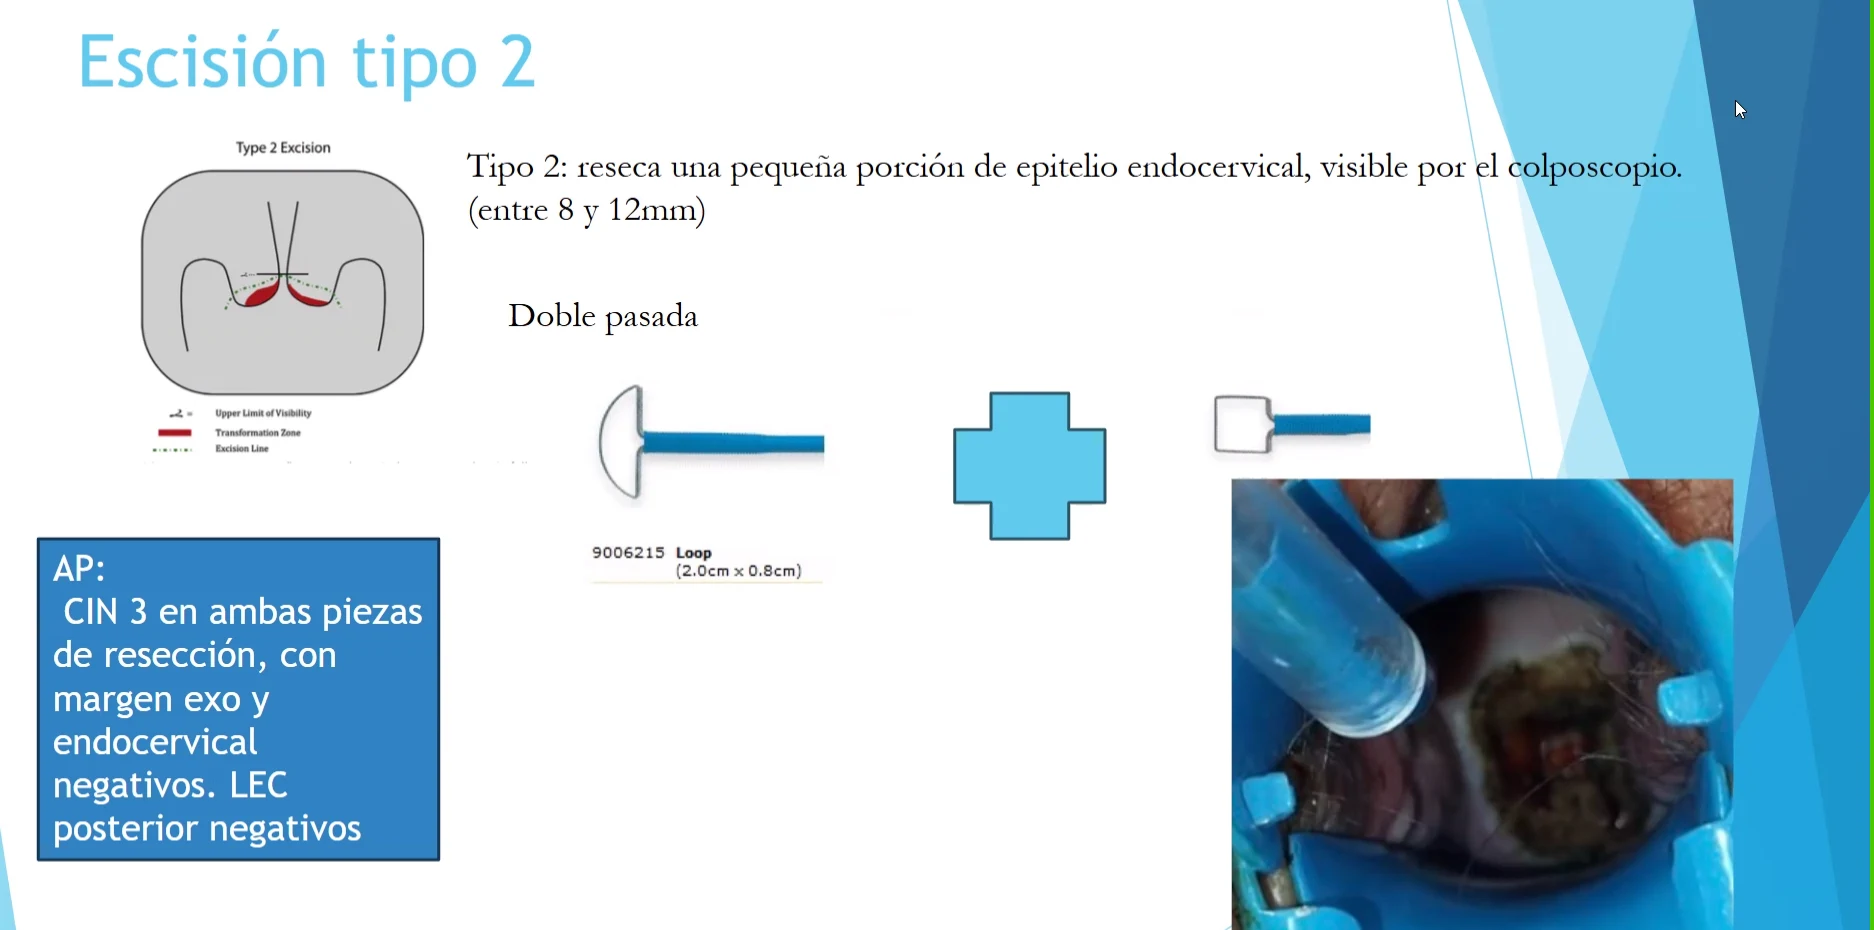 Escisión tipo 2
Type 2 Excision
Tipo 2: reseca una pequeña porción de epitelio endocervical, visible por el colposcopio.
(entre 8 y 12mm)
Doble pasada
Upper Limit of Visibility
Transformation Zone
Excision Line
9006215 Loop
(2.0cm x 0.8cm)
AP:
CIN 3 en ambas piezas
de resección, con
margen exo y
endocervical
negativos. LEC
posterior negativos